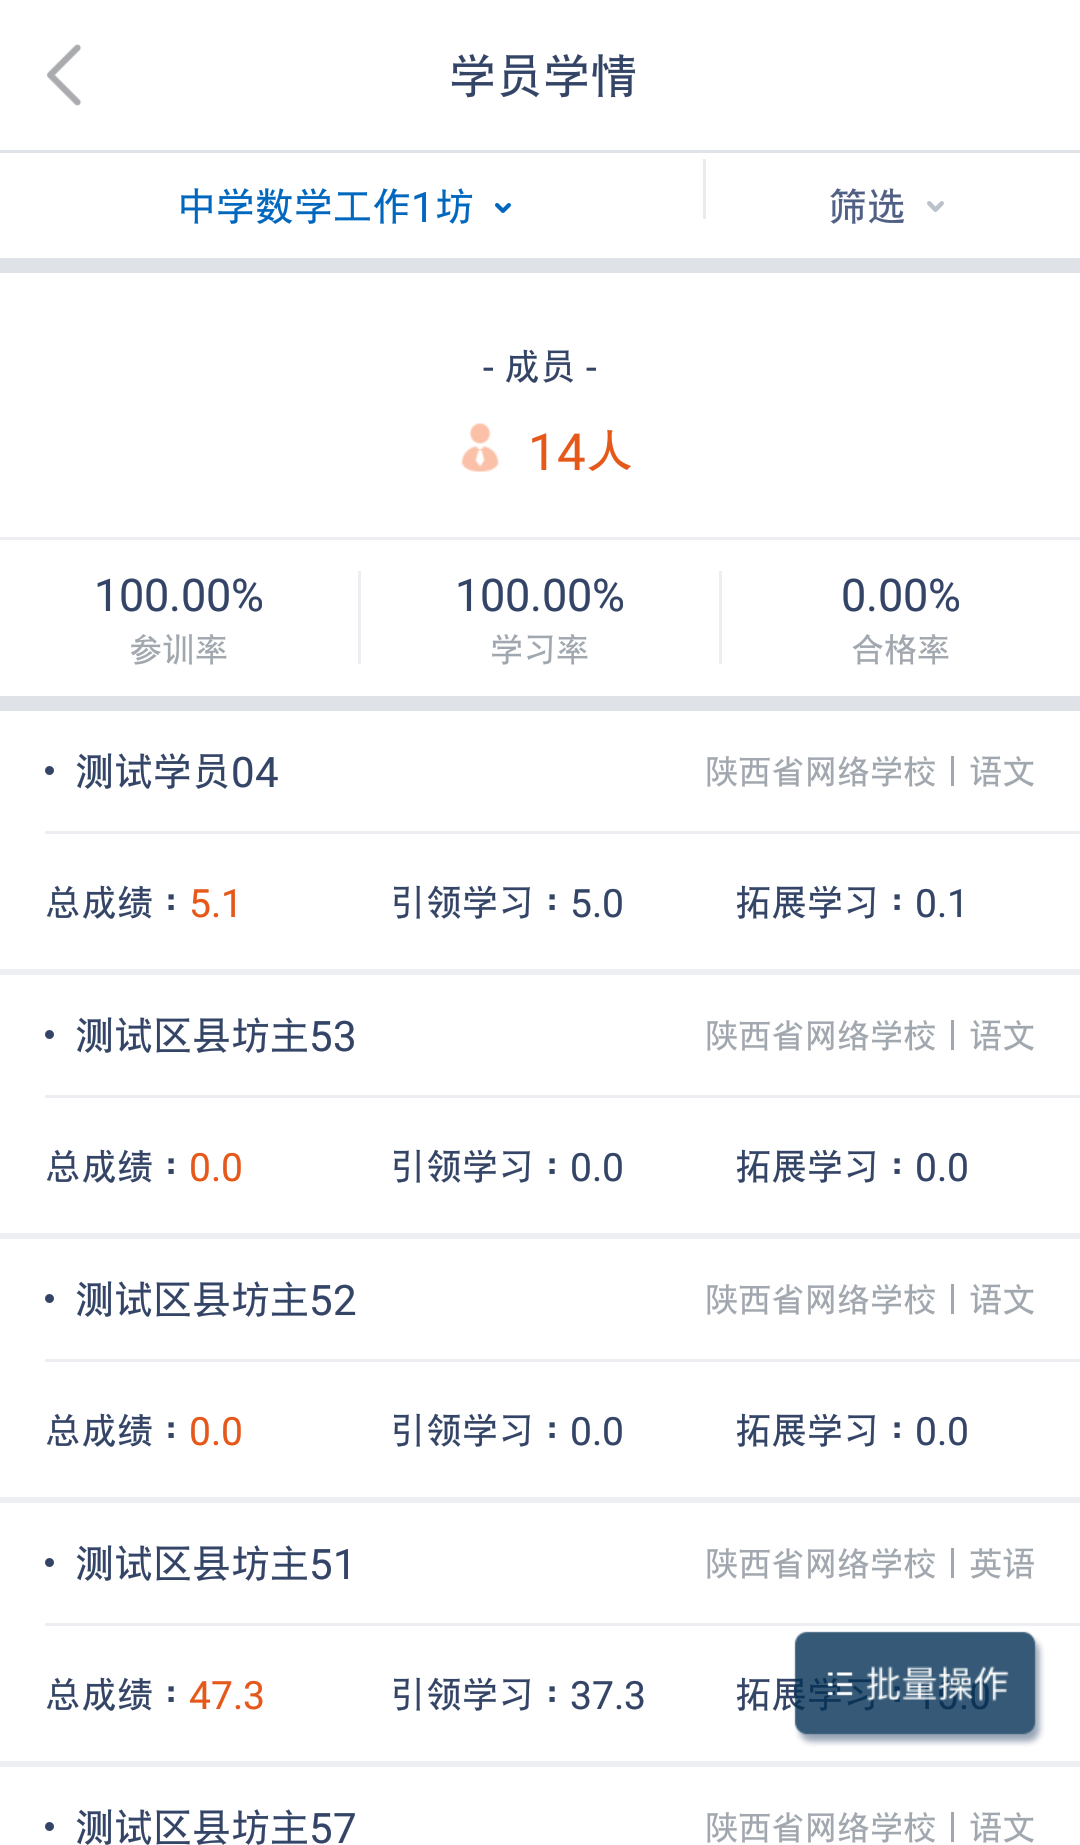 学员学情
中学数学工作1坊 筛选
- 成员 -
14人
100.00% 100.00% 0.00%
参训率 学习率 合格率
• 测试学员04 陕西省网络学校丨语文
总成绩：5.1 引领学习：5.0 拓展学习：0.1
• 测试区县坊主53 陕西省网络学校丨语文
总成绩：0.0 引领学习：0.0 拓展学习：0.0
• 测试区县坊主52 陕西省网络学校丨语文
总成绩：0.0 引领学习：0.0 拓展学习：0.0
• 测试区县坊主51 陕西省网络学校丨英语
总成绩：47.3 引领学习：37.3 拓展学习
批量操作
• 测试区县坊主57 陕西省网络学校丨语文